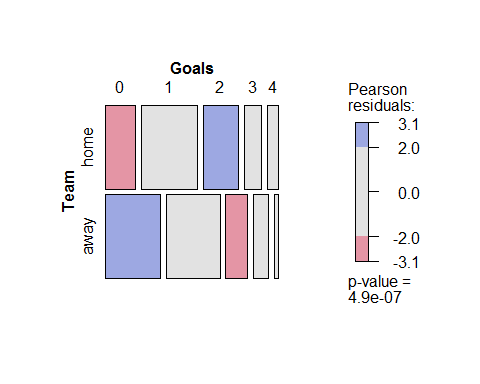 Goals
0 1 2 3 4
Team
home
away
Pearson
residuals:
3.1
2.0
0.0
-2.0
-3.1
p-value =
4.9e-07